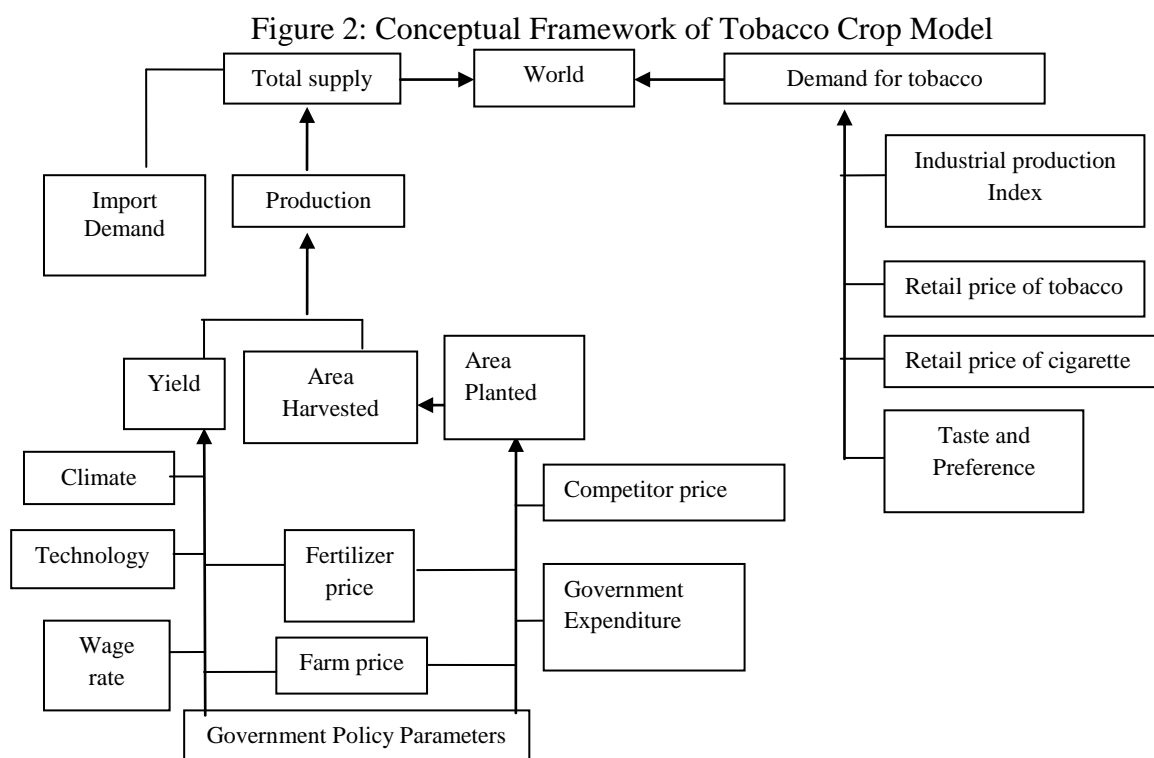 Figure 2: Conceptual Framework of Tobacco Crop Model
Total supply
World
Demand for tobacco
Import
Demand
Production
Industrial production
Index
Retail price of tobacco
Retail price of cigarette
Taste and
Preference
Yield
Area
Harvested
Area
Planted
Climate
Technology
Wage
rate
Fertilizer
price
Farm price
Competitor price
Government
Expenditure
Government Policy Parameters